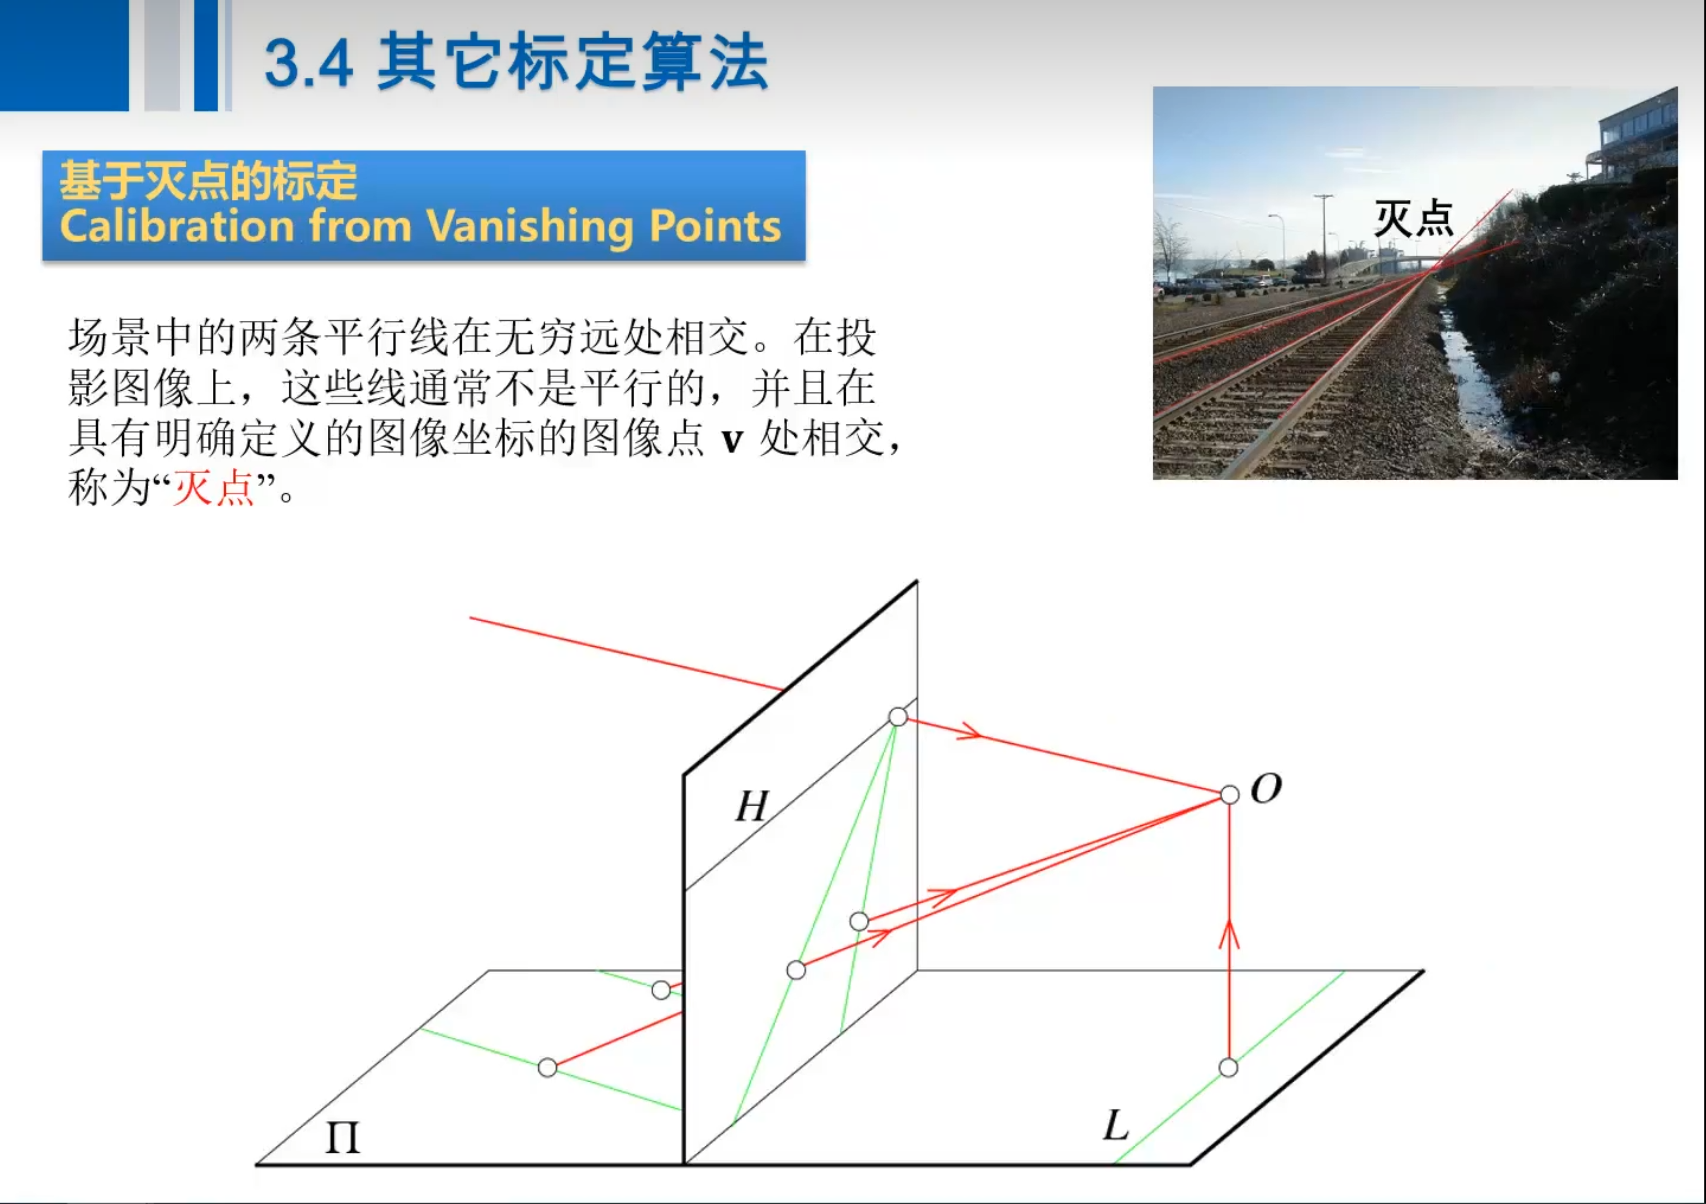 3.4 其它标定算法
基于灭点的标定
Calibration from Vanishing Points
灭点
场景中的两条平行线在无穷远处相交。在投
影图像上，这些线通常不是平行的，并且在
具有明确定义的图像坐标的图像点 v 处相交，
称为“灭点”。
H
O
L
Π